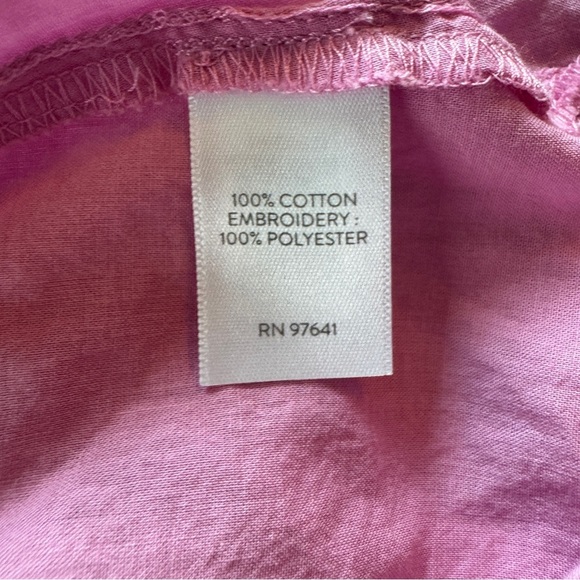 100% COTTON
EMBROIDERY :
100% POLYESTER
RN 97641